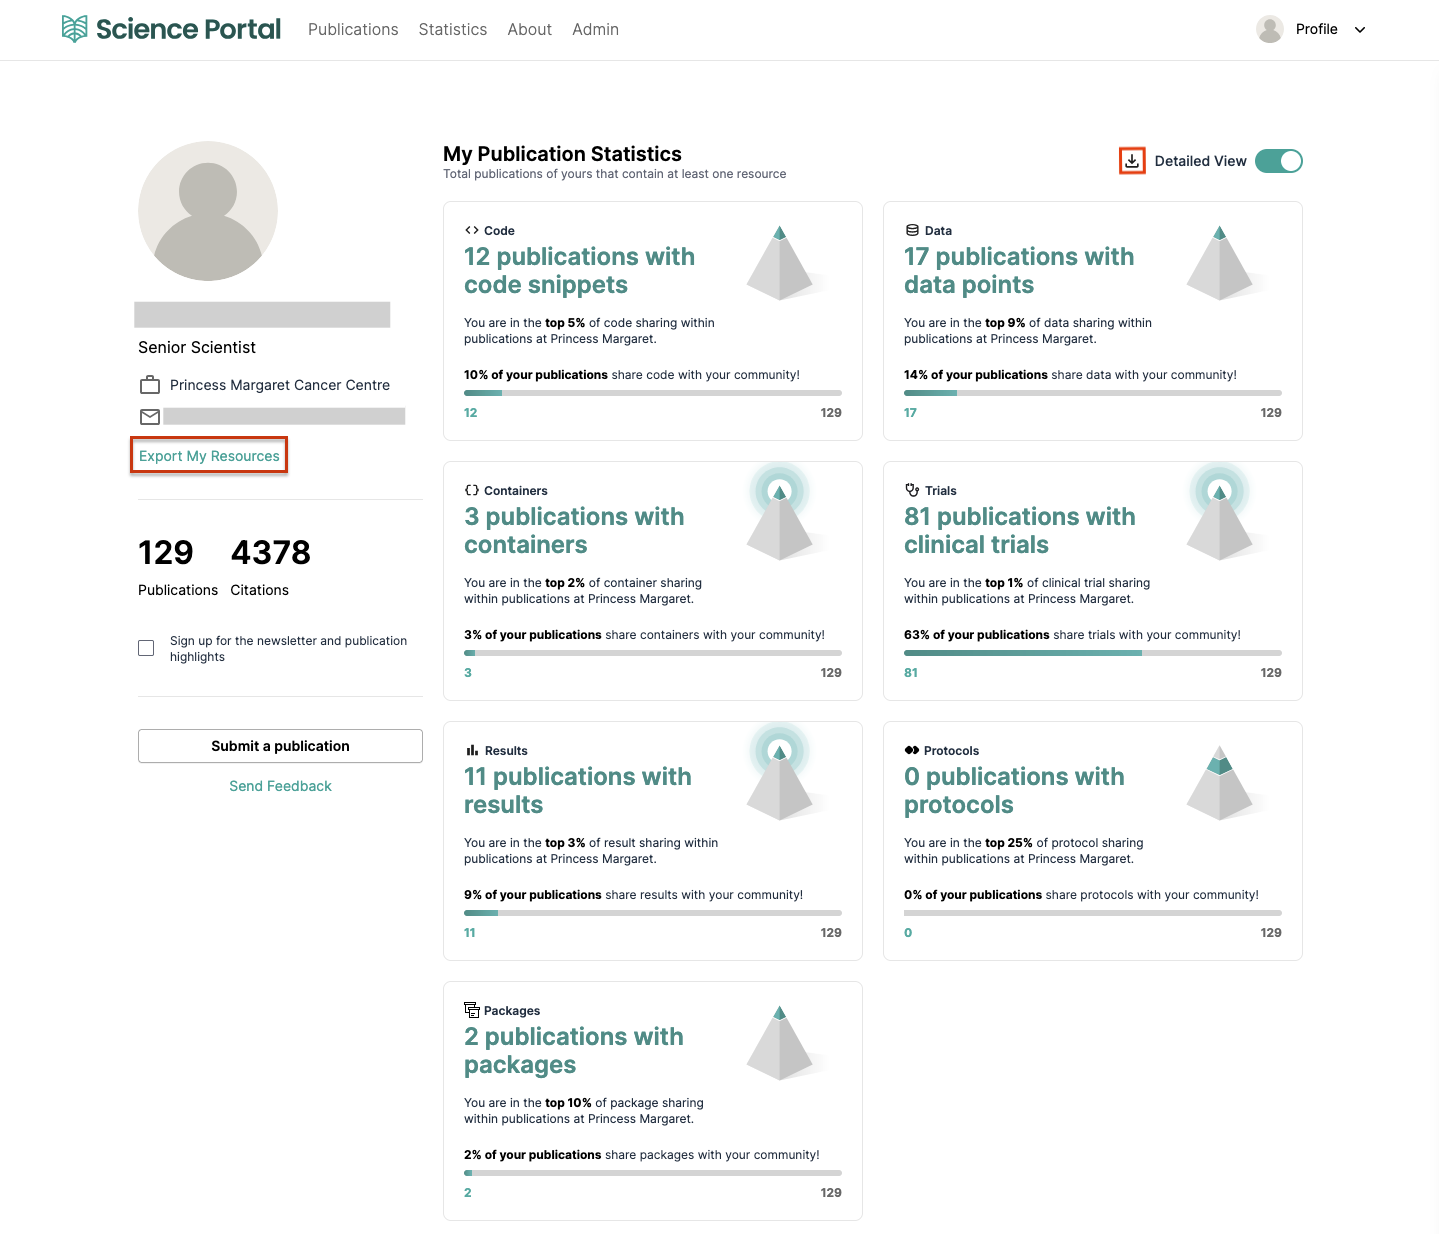 Science Portal
Publications
Statistics
About
Admin
Profile
Senior Scientist
Princess Margaret Cancer Centre
Export My Resources
129
4378
Publications
Citations
Sign up for the newsletter and publication
highlights
Submit a publication
Send Feedback
My Publication Statistics
Total publications of yours that contain at least one resource
Detailed View
Code
12 publications with
code snippets
You are in the top 5% of code sharing within
publications at Princess Margaret.
10% of your publications share code with your community!
12
129
Data
17 publications with
data points
You are in the top 9% of data sharing within
publications at Princess Margaret.
14% of your publications share data with your community!
17
129
Containers
3 publications with
containers
You are in the top 2% of container sharing
within publications at Princess Margaret.
3% of your publications share containers with your community!
3
129
Trials
81 publications with
clinical trials
You are in the top 1% of clinical trial sharing
within publications at Princess Margaret.
63% of your publications share trials with your community!
81
129
Results
11 publications with
results
You are in the top 3% of result sharing within
publications at Princess Margaret.
9% of your publications share results with your community!
11
129
Protocols
0 publications with
protocols
You are in the top 25% of protocol sharing
within publications at Princess Margaret.
0% of your publications share protocols with your community!
0
129
Packages
2 publications with
packages
You are in the top 10% of package sharing
within publications at Princess Margaret.
2% of your publications share packages with your community!
2
129